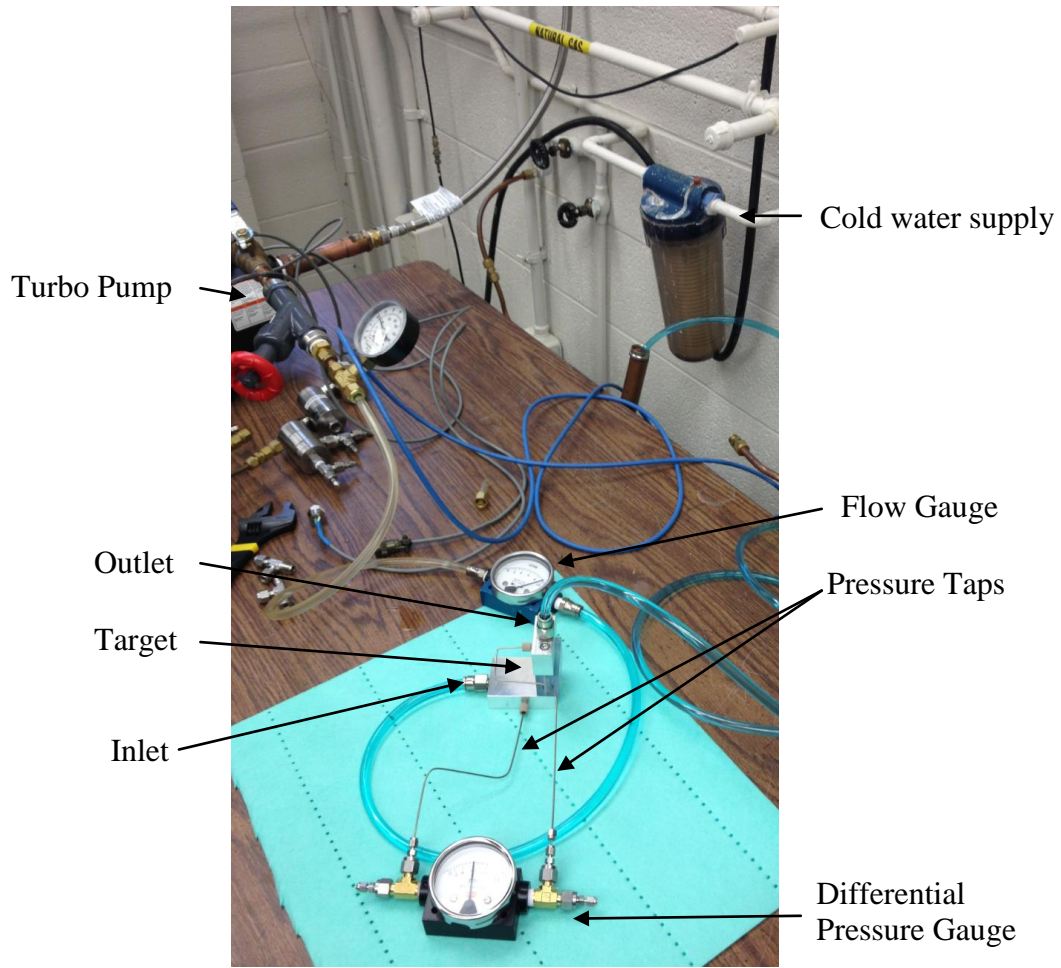 NATURAL GAS
Cold water supply
Turbo Pump
Flow Gauge
Outlet
Pressure Taps
Target
Inlet
Differential
Pressure Gauge